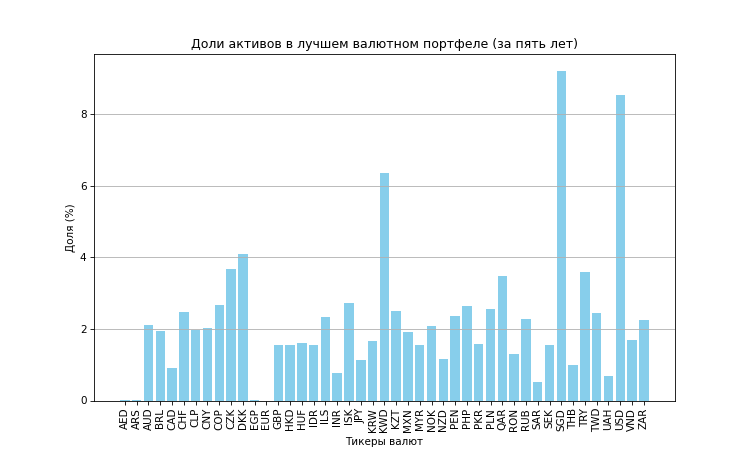 Доли активов в лучшем валютном портфеле (за пять лет)
Доля (%)
8
6
4
2
0
AED ARS AUD BRL CAD CHF CLP CNY COP CZK DKK EGP EUR GBP HKD HUF IDR ILS INR ISK JPY KRW KWD KZT MXN MYR NOK NZD PEN PHP PKR PLN QAR RON RUB SAR SEK SGD THB TRY TWD UAH USD VND ZAR
Тикеры валют